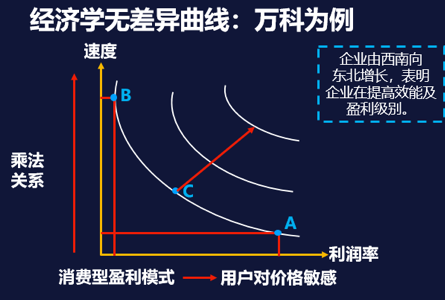 经济学无差异曲线：万科为例
速度
企业由西南向
东北增长，表明
企业在提高效能及
盈利级别。
B
乘法
关系
C
A
利润率
消费型盈利模式
用户对价格敏感